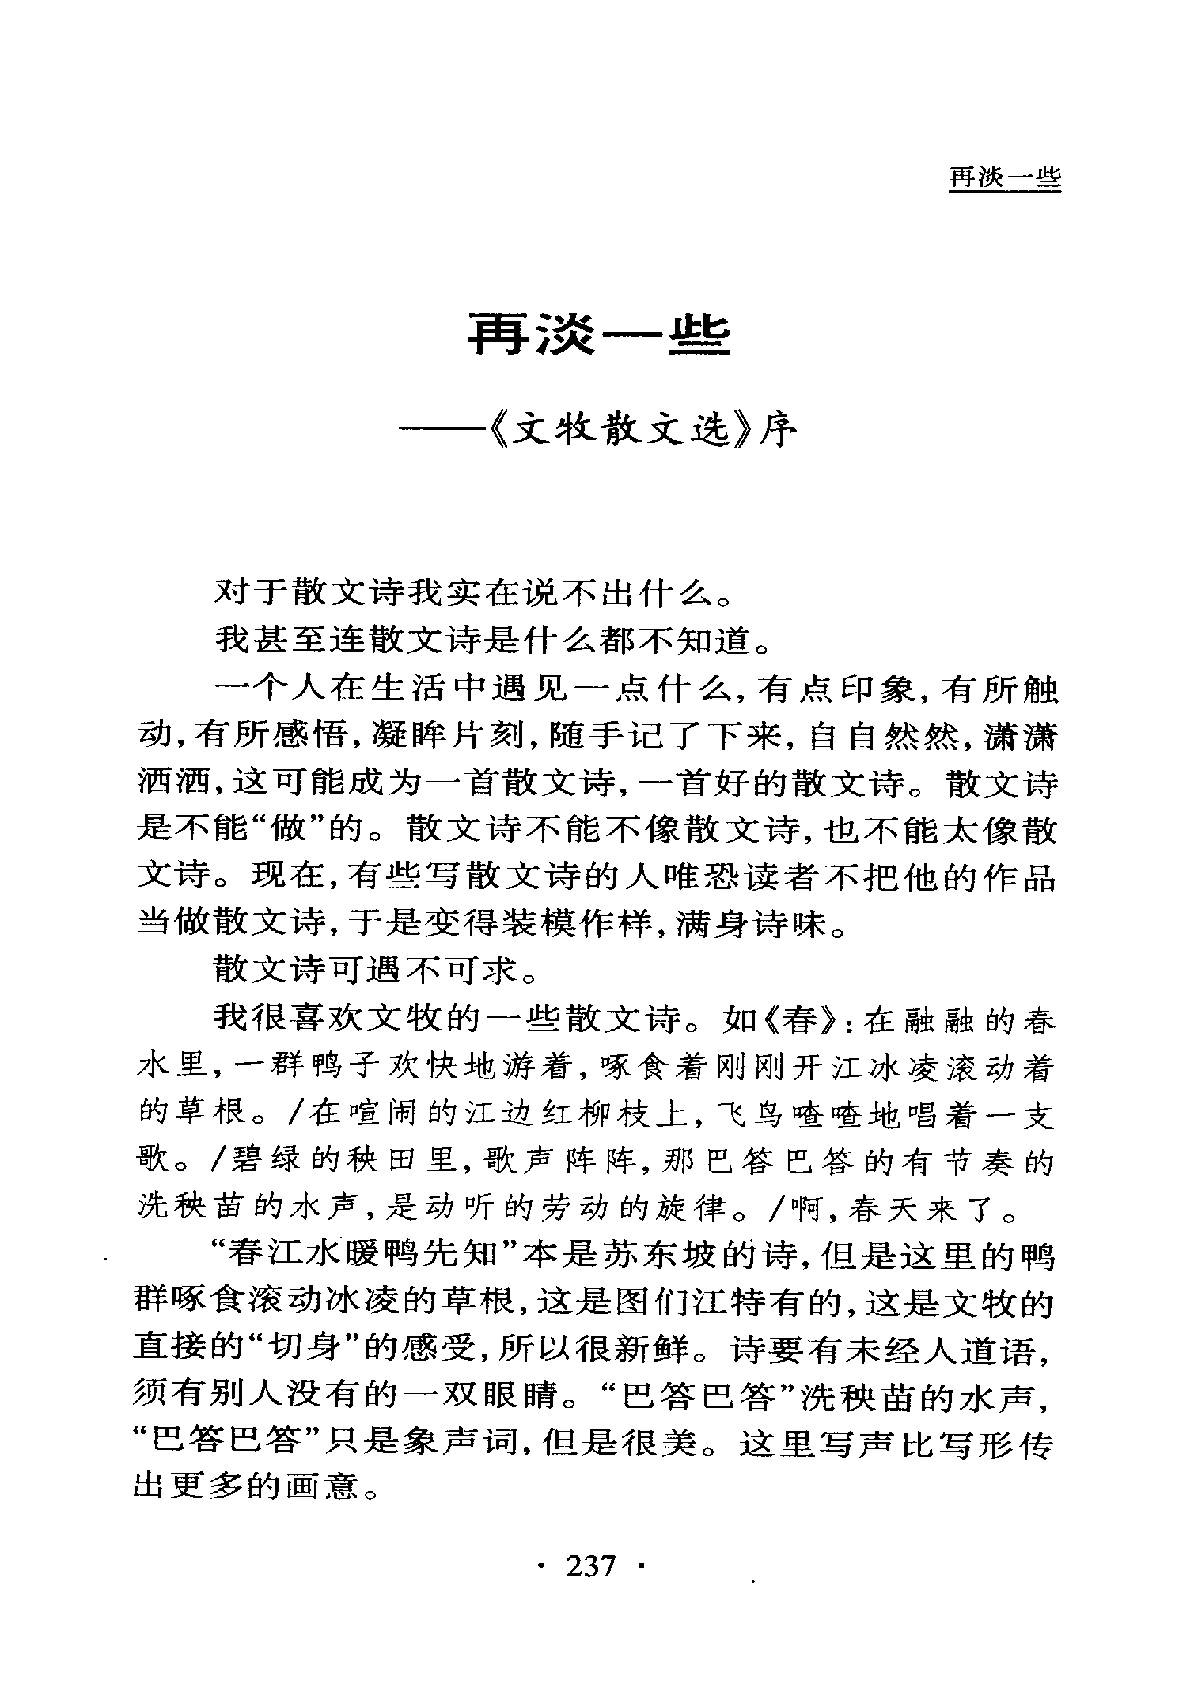 再淡一些
再淡一些
——《文牧散文选》序
对于散文诗我实在说不出什么。
我甚至连散文诗是什么都不知道。
一个人在生活中遇见一点什么,有点印象,有所触
动,有所感悟,凝眸片刻,随手记了下来,自自然然,潇潇
洒洒,这可能成为一首散文诗,一首好的散文诗。散文诗
是不能“做”的。散文诗不能不像散文诗,也不能太像散
文诗。现在,有些写散文诗的人唯恐读者不把他的作品
当做散文诗,于是变得装模作样,满身诗味。
散文诗可遇不可求。
我很喜欢文牧的一些散文诗。如《春》:在融融的春
水里,一群鸭子欢快地游着,啄食着刚刚开江冰凌滚动着
的草根。/在喧闹的江边红柳枝上,飞鸟喳喳地唱着一支
歌。/碧绿的秧田里,歌声阵阵,那巴答巴答的有节奏的
洗秧苗的水声,是动听的劳动的旋律。/啊,春天来了。
“春江水暖鸭先知”本是苏东坡的诗,但是这里的鸭
群啄食滚动冰凌的草根,这是图们江特有的,这是文牧的
直接的“切身”的感受,所以很新鲜。诗要有未经人道语,
须有别人没有的一双眼睛。“巴答巴答”洗秧苗的水声,
“巴答巴答”只是象声词,但是很美。这里写声比写形传
出更多的画意。
· 237 ·